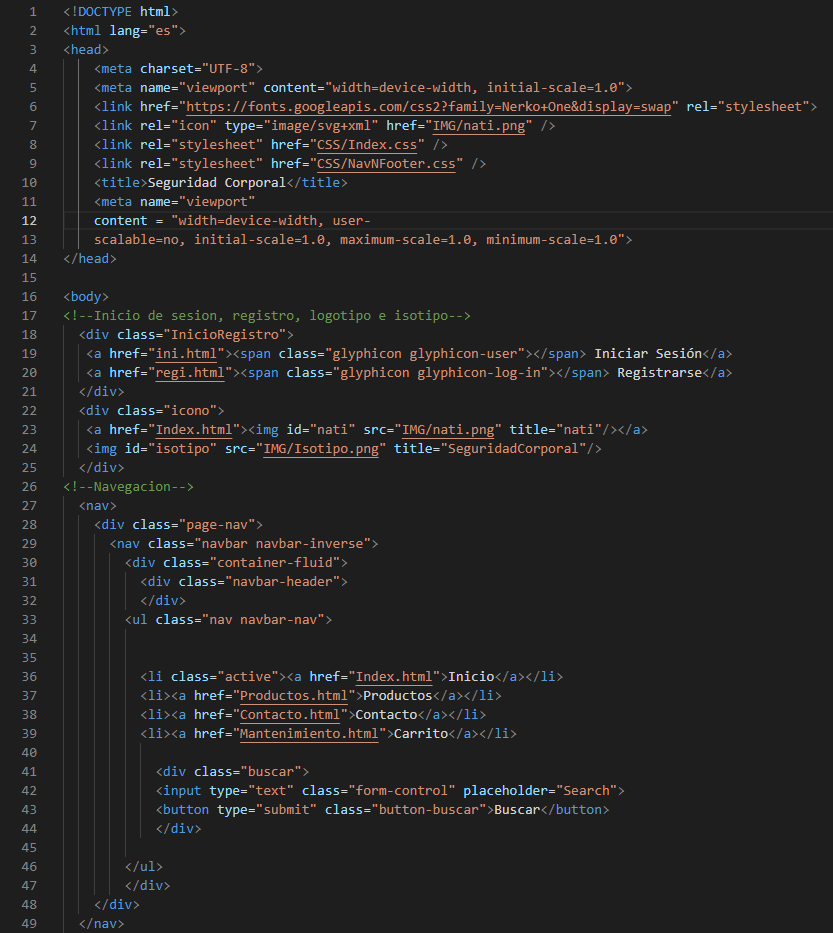 1 <!DOCTYPE html>
2 <html lang="es">
3 <head>
4 <meta charset="UTF-8">
5 <meta name="viewport" content="width=device-width, initial-scale=1.0">
6 <link href="https://fonts.googleapis.com/css2?family=Nerko+One&display=swap" rel="stylesheet">
7 <link rel="icon" type="image/svg+xml" href="IMG/nati.png" />
8 <link rel="stylesheet" href="CSS/Index.css" />
9 <link rel="stylesheet" href="CSS/NavNFooter.css" />
10 <title>Seguridad Corporal</title>
11 <meta name="viewport"
12 content = "width=device-width, user-
13 scalable=no, initial-scale=1.0, maximum-scale=1.0, minimum-scale=1.0">
14 </head>
15
16 <body>
17 <!--Inicio de sesion, registro, logotipo e isotipo-->
18 <div class="InicioRegistro">
19 <a href="ini.html"><span class="glyphicon glyphicon-user"></span> Iniciar Sesión</a>
20 <a href="regi.html"><span class="glyphicon glyphicon-log-in"></span> Registrarse</a>
21 </div>
22 <div class="icono">
23 <a href="Index.html"><img id="nati" src="IMG/nati.png" title="nati"/></a>
24 <img id="isotipo" src="IMG/Isotipo.png" title="SeguridadCorporal"/>
25 </div>
26 <!--Navegacion-->
27 <nav>
28 <div class="page-nav">
29 <nav class="navbar navbar-inverse">
30 <div class="container-fluid">
31 <div class="navbar-header">
32 </div>
33 <ul class="nav navbar-nav">
34
35
36 <li class="active"><a href="Index.html">Inicio</a></li>
37 <li><a href="Productos.html">Productos</a></li>
38 <li><a href="Contacto.html">Contacto</a></li>
39 <li><a href="Mantenimiento.html">Carrito</a></li>
40
41 <div class="buscar">
42 <input type="text" class="form-control" placeholder="Search">
43 <button type="submit" class="button-buscar">Buscar</button>
44 </div>
45
46 </ul>
47 </div>
48 </div>
49 </nav>